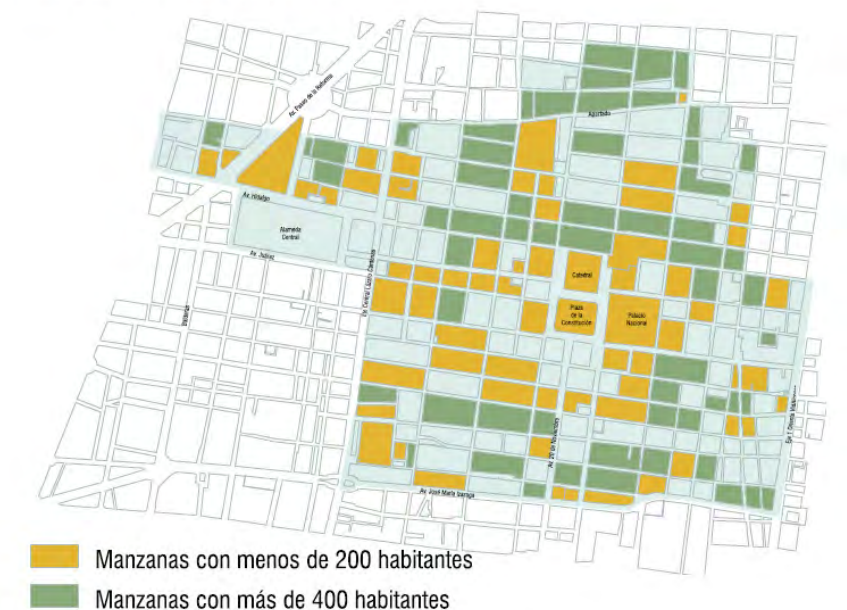 Av. Paseo de la Reforma
Apartado
Av. Hidalgo
Alameda
Central
Av. Juárez
Eje Central Lázaro Cárdenas
Balderas
Catedral
Plaza
de la
Constitución
Palacio
Nacional
Av. 20 de Noviembre
Av. José María Izazaga
Manzanas con menos de 200 habitantes
Manzanas con más de 400 habitantes